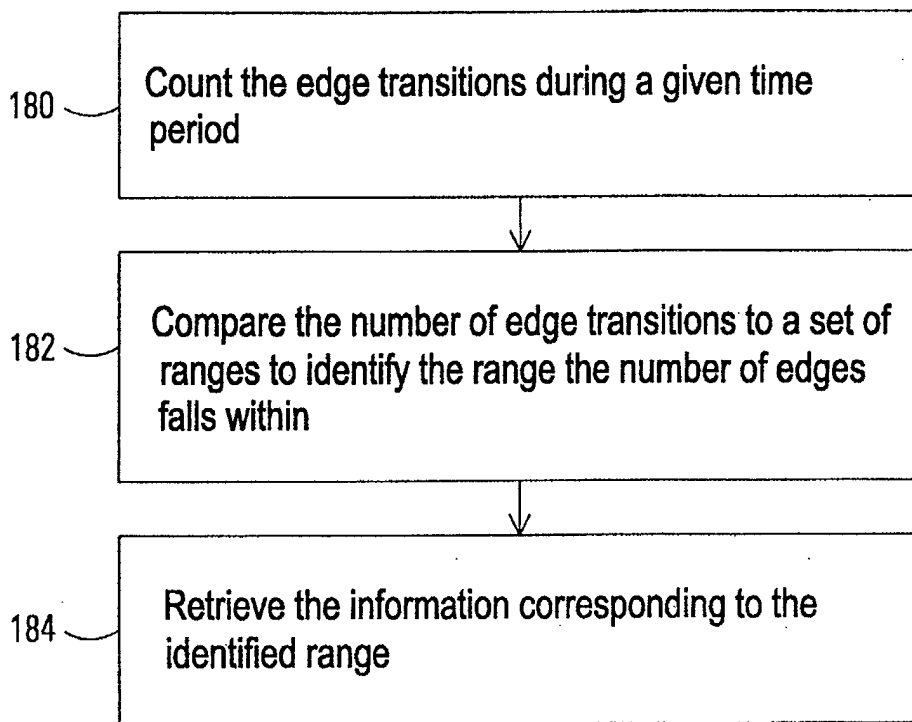 180
Count the edge transitions during a given time
period
182
Compare the number of edge transitions to a set of
ranges to identify the range the number of edges
falls within
184
Retrieve the information corresponding to the
identified range